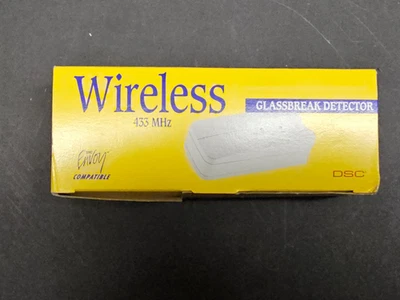 Wireless
433 MHz
GLASSBREAK DETECTOR
Envoy
COMPATIBLE
DSC